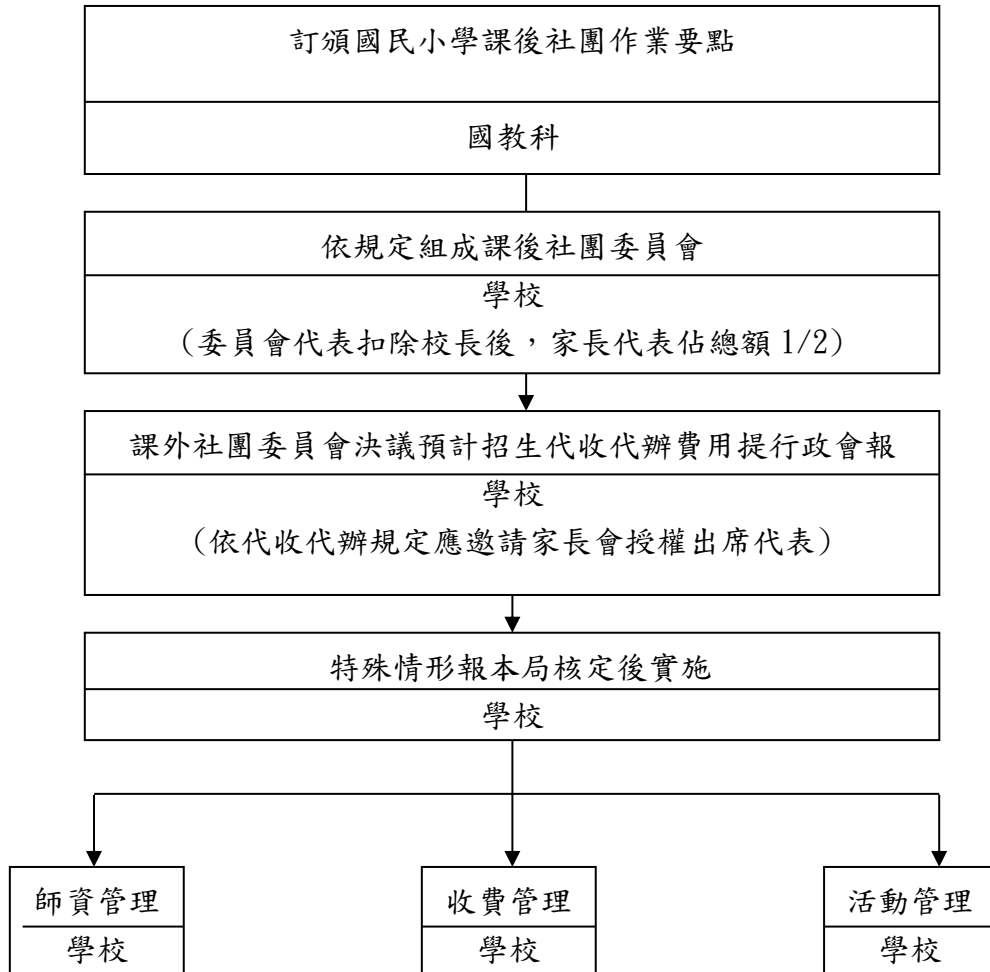 訂頒國民小學課後社團作業要點
國教科
依規定組成課後社團委員會
學校
（委員會代表扣除校長後，家長代表佔總額 1/2）
課外社團委員會決議預計招生代收代辦費用提行政會報
學校
（依代收代辦規定應邀請家長會授權出席代表）
特殊情形報本局核定後實施
學校
師資管理
學校
收費管理
學校
活動管理
學校